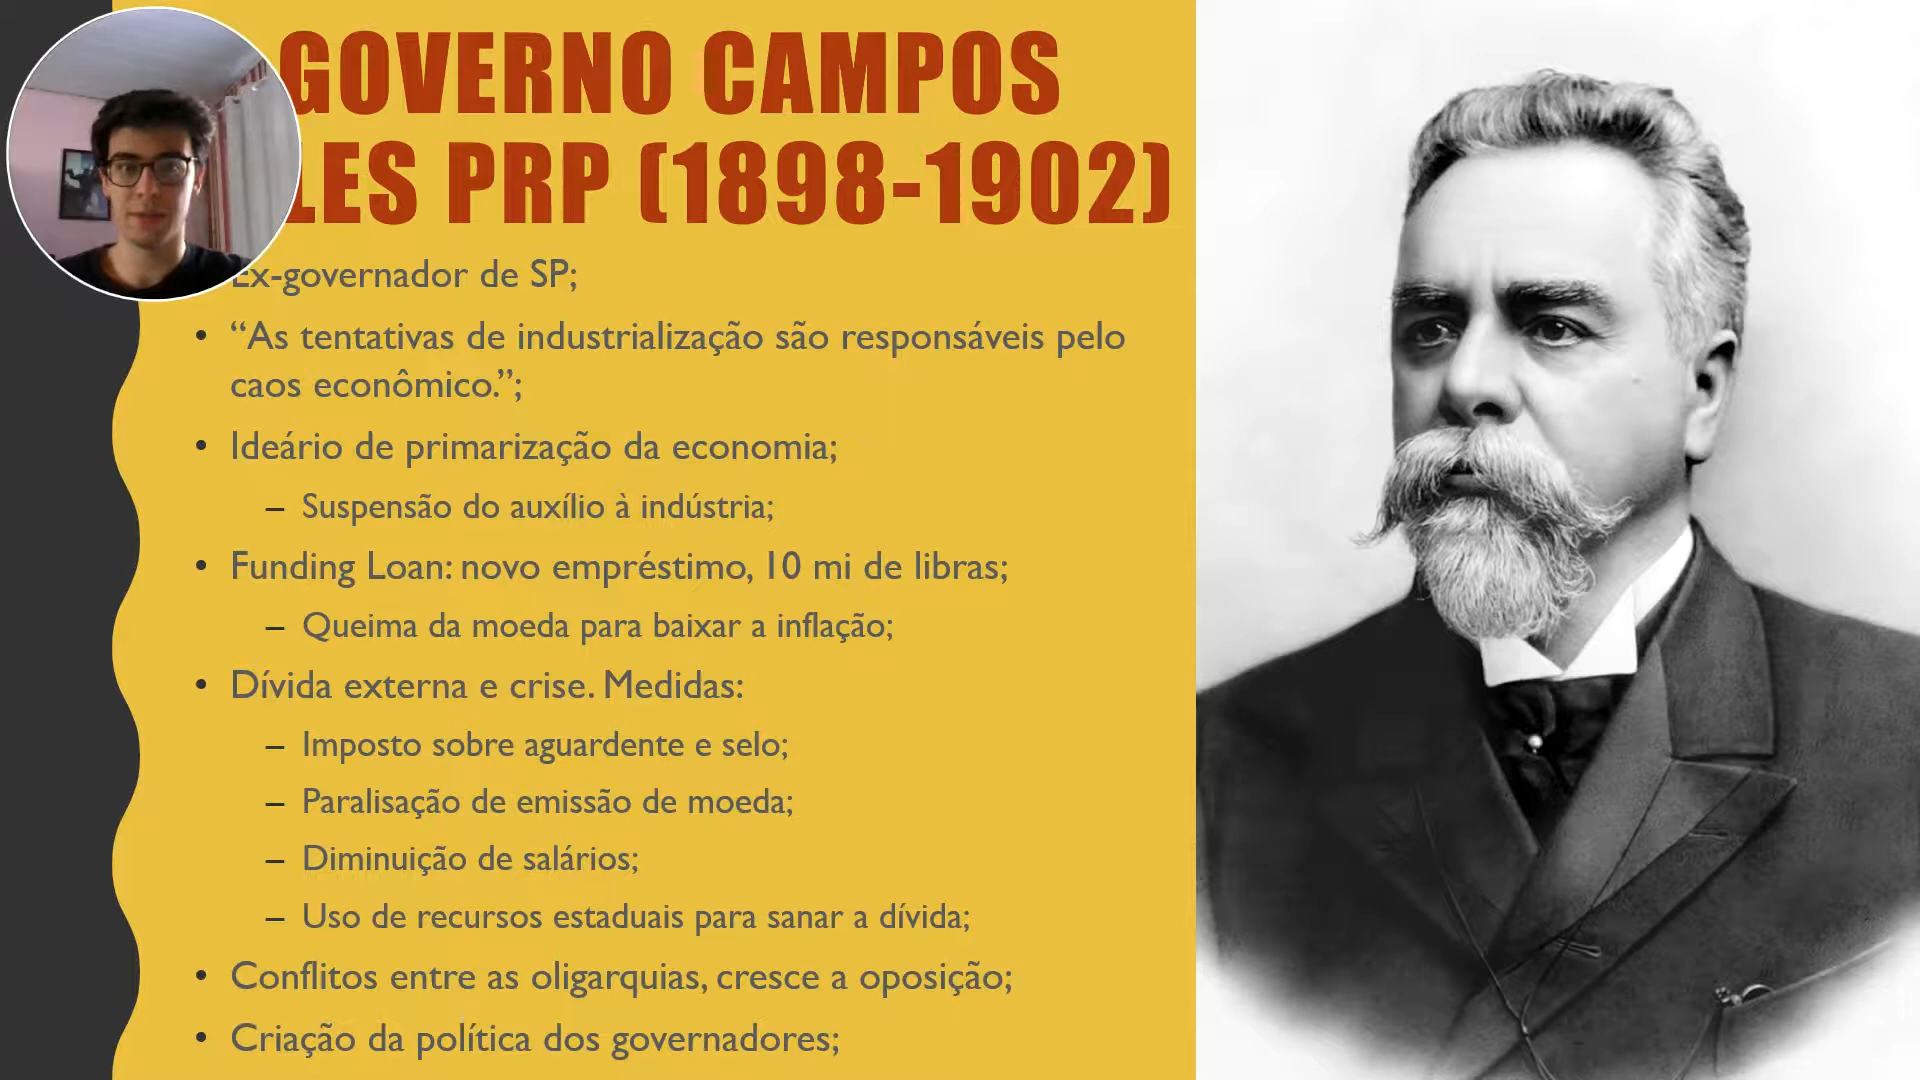 GOVERNO CAMPOS
LES PRP (1898-1902)
Ex-governador de SP;
• “As tentativas de industrialização são responsáveis pelo
caos econômico.”;
• Ideário de primarização da economia;
– Suspensão do auxílio à indústria;
• Funding Loan: novo empréstimo, 10 mi de libras;
– Queima da moeda para baixar a inflação;
• Dívida externa e crise. Medidas:
– Imposto sobre aguardente e selo;
– Paralisação de emissão de moeda;
– Diminuição de salários;
– Uso de recursos estaduais para sanar a dívida;
• Conflitos entre as oligarquias, cresce a oposição;
• Criação da política dos governadores;